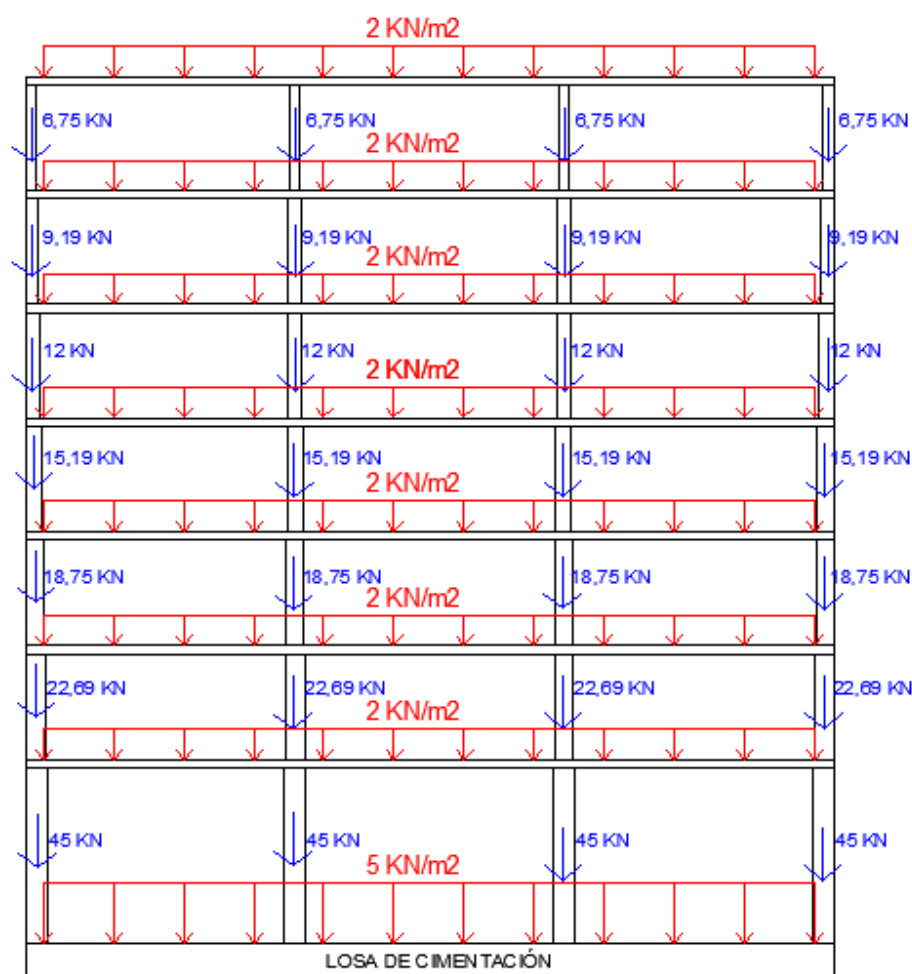 2 KN/m2
6,75 KN 6,75 KN 6,75 KN 6,75 KN
2 KN/m2
9,19 KN 9,19 KN 9,19 KN 9,19 KN
2 KN/m2
12 KN 12 KN 12 KN 12 KN
2 KN/m2
15,19 KN 15,19 KN 15,19 KN 15,19 KN
2 KN/m2
18,75 KN 18,75 KN 18,75 KN 18,75 KN
2 KN/m2
22,69 KN 22,69 KN 22,69 KN 22,69 KN
2 KN/m2
45 KN 45 KN 45 KN 45 KN
5 KN/m2
LOSA DE CIMENTACIÓN